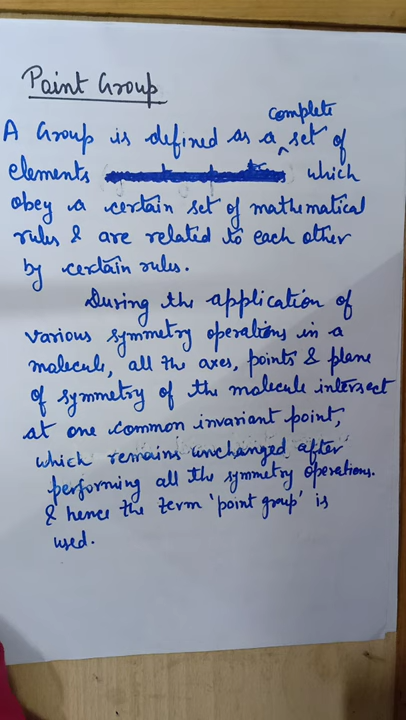 Point Group
A Group is defined as a complete set of
elements which
obey a certain set of mathematical
rules & are related to each other
by certain rules.
During the application of
various symmetry operations in a
molecule, all the axes, points & plane
of symmetry of the molecule intersect
at one common invariant point,
which remains unchanged after
performing all the symmetry operations.
& hence the term 'point group' is
used.